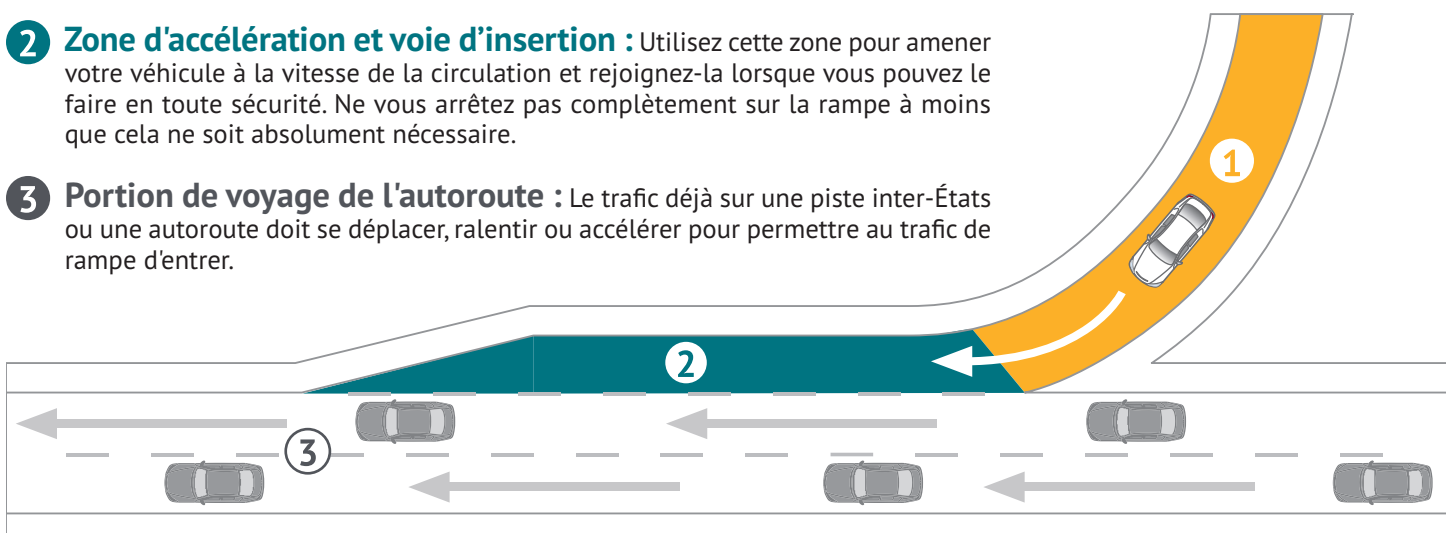 2 Zone d'accélération et voie d’insertion : Utilisez cette zone pour amener
votre véhicule à la vitesse de la circulation et rejoignez-la lorsque vous pouvez le
faire en toute sécurité. Ne vous arrêtez pas complètement sur la rampe à moins
que cela ne soit absolument nécessaire.
3 Portion de voyage de l'autoroute : Le trafic déjà sur une piste inter-États
ou une autoroute doit se déplacer, ralentir ou accélérer pour permettre au trafic de
rampe d'entrer.
1
2
3